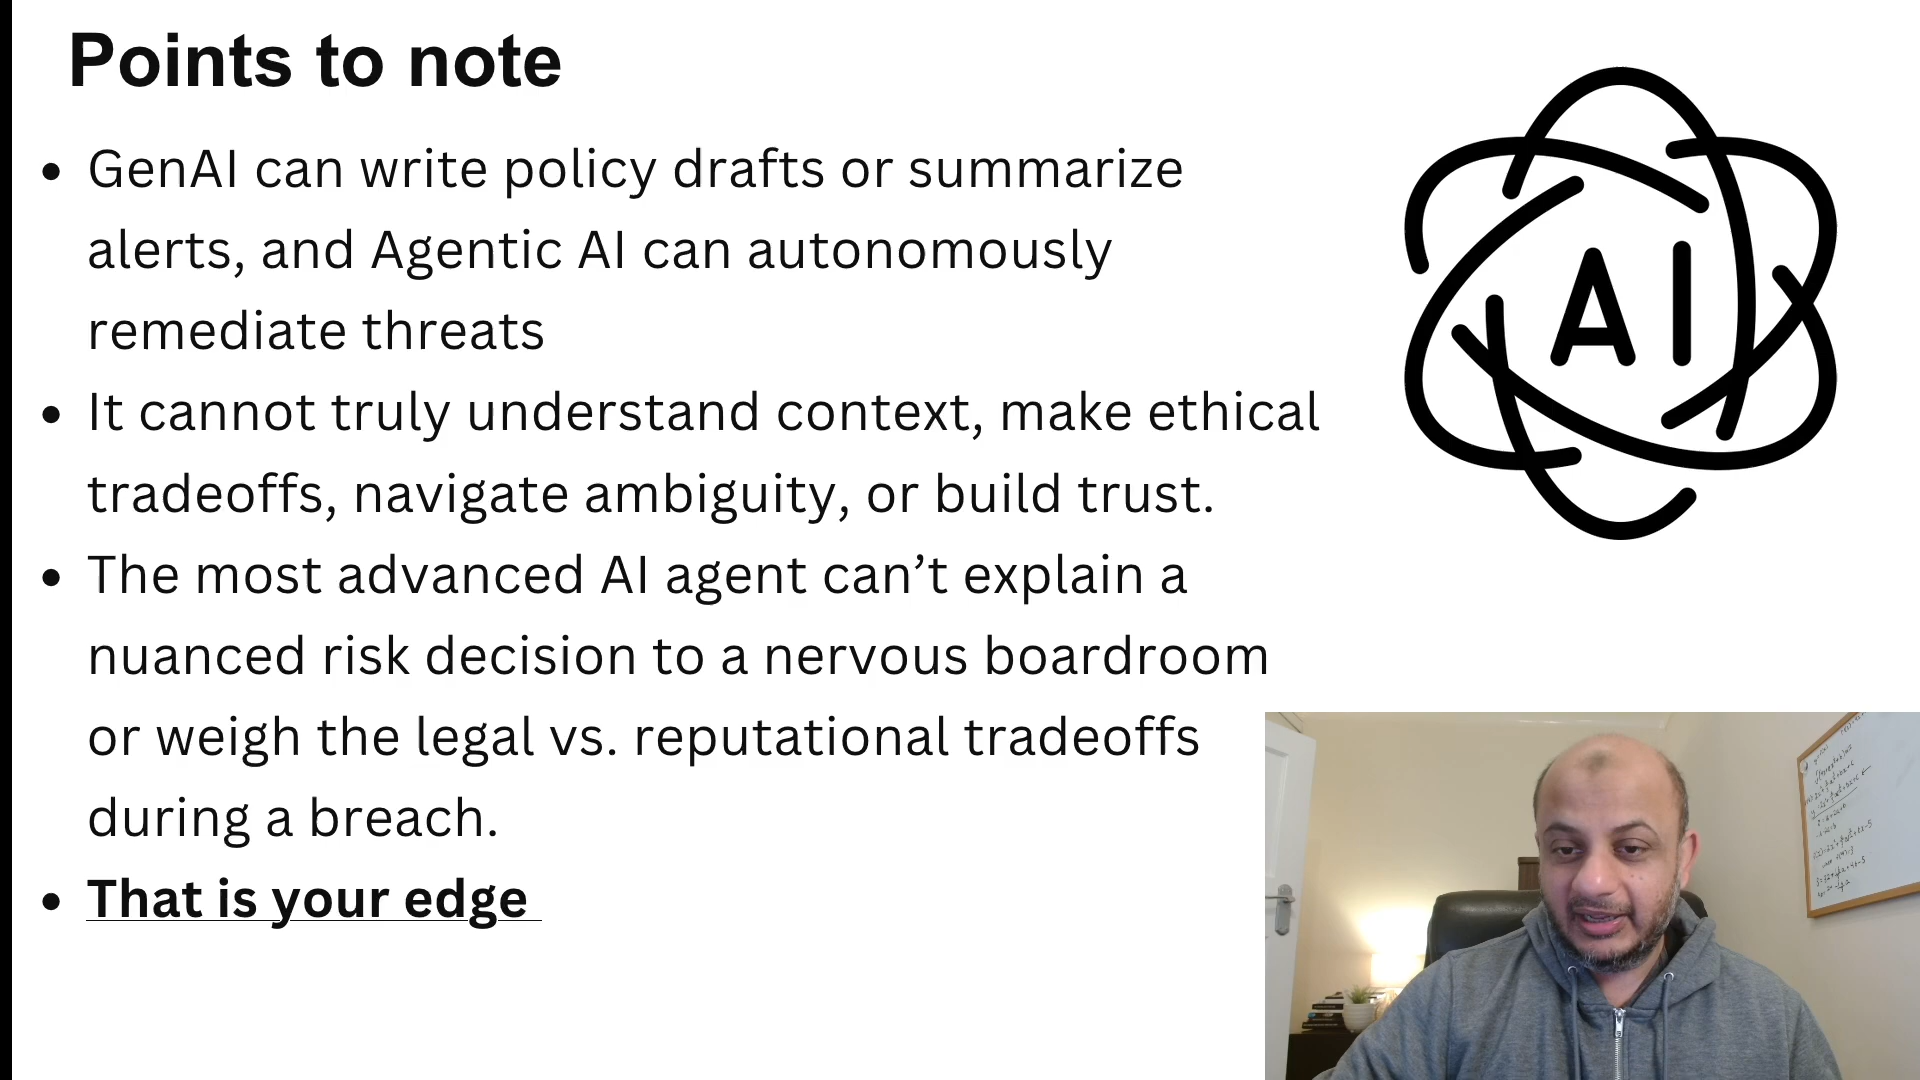 Points to note
• GenAI can write policy drafts or summarize
alerts, and Agentic AI can autonomously
remediate threats
• It cannot truly understand context, make ethical
tradeoffs, navigate ambiguity, or build trust.
• The most advanced AI agent can’t explain a
nuanced risk decision to a nervous boardroom
or weigh the legal vs. reputational tradeoffs
during a breach.
• That is your edge
AI